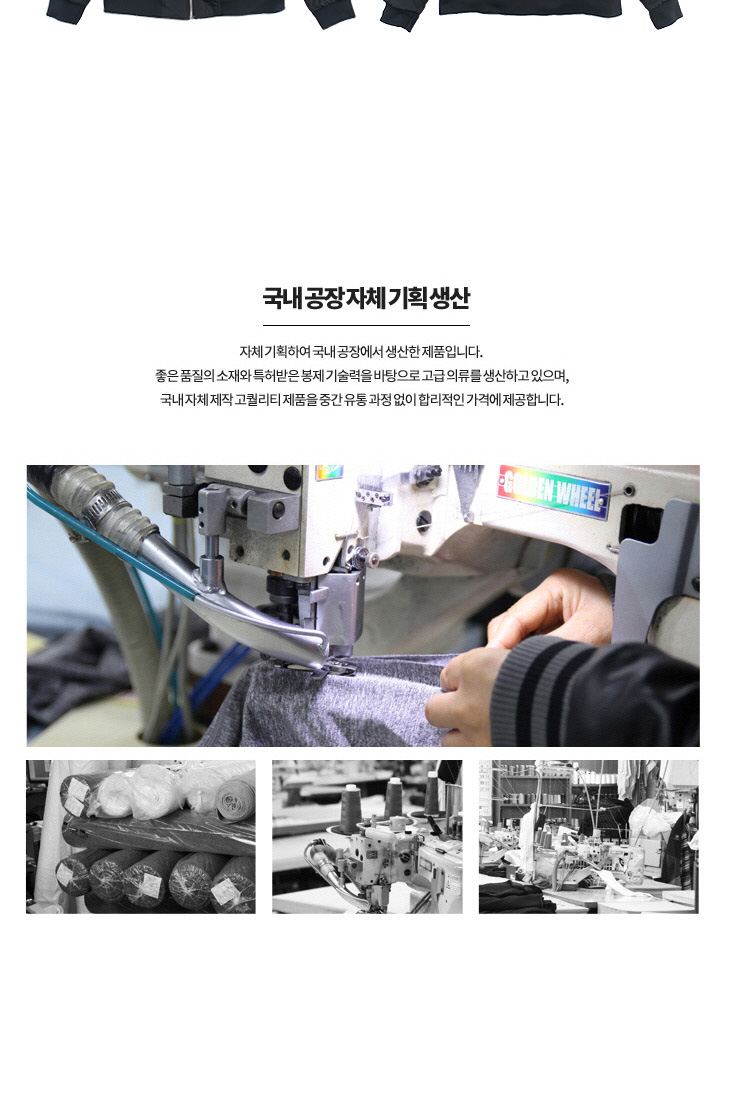 국내 공장 자체 기획 생산
자체 기획하여 국내 공장에서 생산한 제품입니다.
좋은 품질의 소재와 특허받은 봉제 기술력을 바탕으로 고급 의류를 생산하고 있으며,
국내 자체 제작 고퀄리티 제품을 중간 유통 과정 없이 합리적인 가격에 제공합니다.
GOLDEN WHEEL